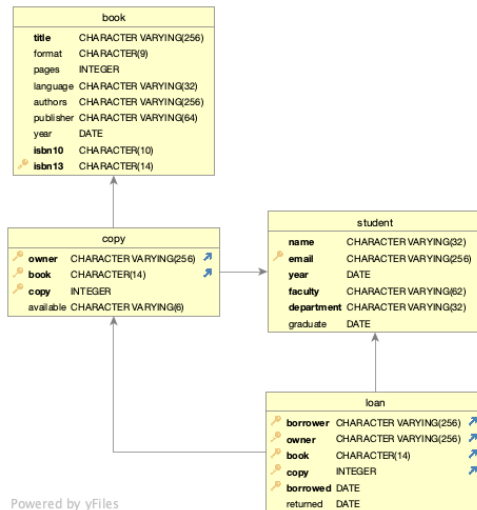 book
title CHARACTER VARYING(256)
format CHARACTER(9)
pages INTEGER
language CHARACTER VARYING(32)
authors CHARACTER VARYING(256)
publisher CHARACTER VARYING(64)
year DATE
isbn10 CHARACTER(10)
isbn13 CHARACTER(14)
copy
owner CHARACTER VARYING(256)
book CHARACTER(14)
copy INTEGER
available CHARACTER VARYING(6)
student
name CHARACTER VARYING(32)
email CHARACTER VARYING(256)
year DATE
faculty CHARACTER VARYING(62)
department CHARACTER VARYING(32)
graduate DATE
loan
borrower CHARACTER VARYING(256)
owner CHARACTER VARYING(256)
book CHARACTER(14)
copy INTEGER
borrowed DATE
returned DATE
Powered by yFiles